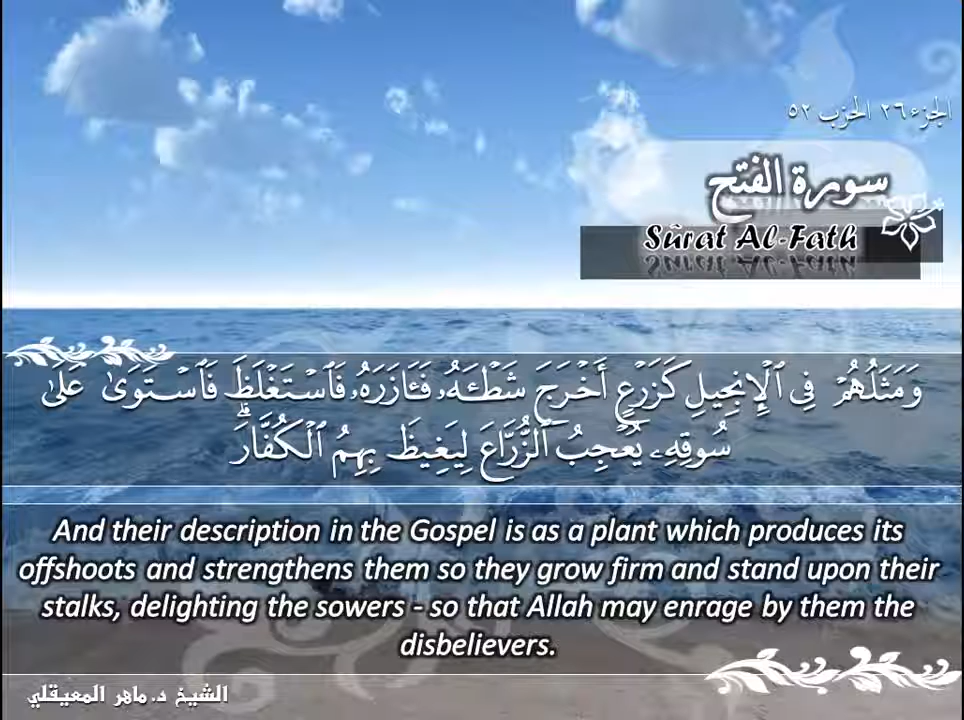 الجزء ٢٦ الحزب ٥٢
سورة الفتح
Sûrat Al-Fath
وَمَثَلُهُمْ فِى ٱلْإِنجِيلِ كَزَرْعٍ أَخْرَجَ شَطْـَٔهُۥ فَـَٔازَرَهُۥ فَٱسْتَغْلَظَ فَٱسْتَوَىٰ عَلَىٰ
سُوقِهِۦ يُعْجِبُ ٱلزُّرَّاعَ لِيَغِيظَ بِهِمُ ٱلْكُفَّارَ ۗ
And their description in the Gospel is as a plant which produces its
offshoots and strengthens them so they grow firm and stand upon their
stalks, delighting the sowers - so that Allah may enrage by them the
disbelievers.
الشيخ د. ماهر المعيقلي